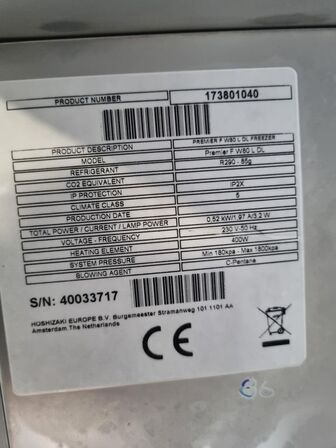 PRODUCT NUMBER 173801040
PRODUCT DESCRIPTION PREMIER F W80 L DL FREEZER
MODEL Premier F W80 L DL
REFRIGERANT R290 - 85g
CO2 EQUIVALENT
IP PROTECTION IP2X
CLIMATE CLASS 5
TOTAL POWER / CURRENT / LAMP POWER 0.52 KW/1.97 A/3.2 W
VOLTAGE - FREQUENCY 230 V-50 Hz
HEATING ELEMENT 400W
SYSTEM PRESSURE Min 180kpa - Max 1800kpa
BLOWING AGENT C-Pentane
S/N: 40033717
HOSHIZAKI EUROPE B.V. Burgemeester Stramanweg 101 1101 AA
Amsterdam The Netherlands
CE